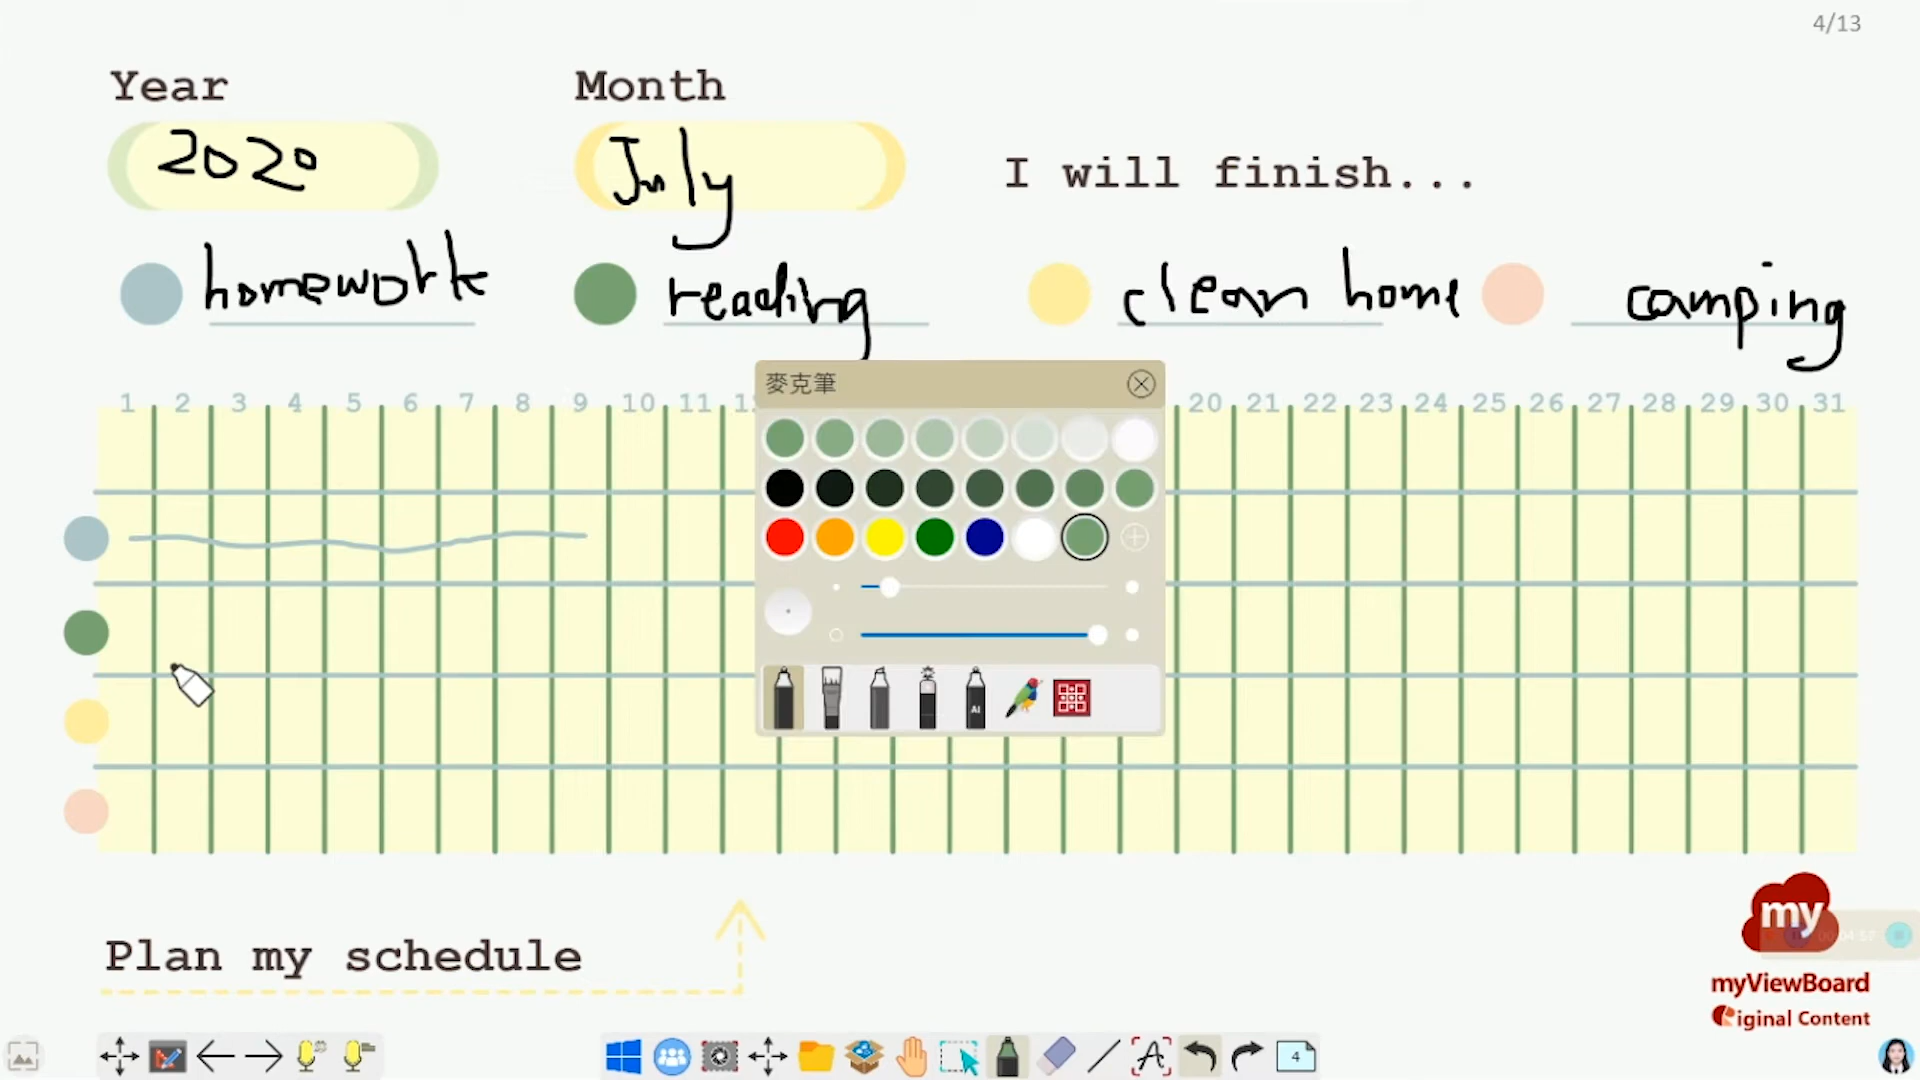 4/13
Year
Month
2020
July
I will finish...
homework
reading
clean home
camping
麥克筆
1 2 3 4 5 6 7 8 9 10 11 20 21 22 23 24 25 26 27 28 29 30 31
AI
Plan my schedule
my
myViewBoard
Original Content
4